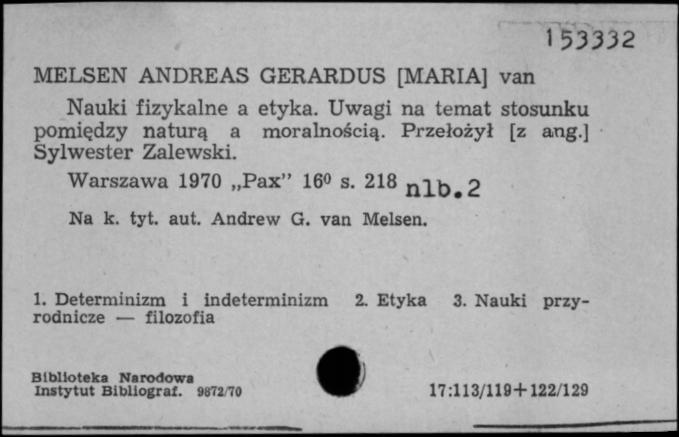 153332
MELSEN ANDREAS GERARDUS [MARIA] van
Nauki fizykalne a etyka. Uwagi na temat stosunku
pomiędzy naturą a moralnością. Przełożył [z ang.]
Sylwester Zalewski.
Warszawa 1970 „Pax” 16⁰ s. 218 nlb.2
Na k. tyt. aut. Andrew G. van Melsen.
1. Determinizm i indeterminizm 2. Etyka 3. Nauki przy-
rodnicze — filozofia
Biblioteka Narodowa
Instytut Bibliograf. 9872/70
17:113/119+122/129